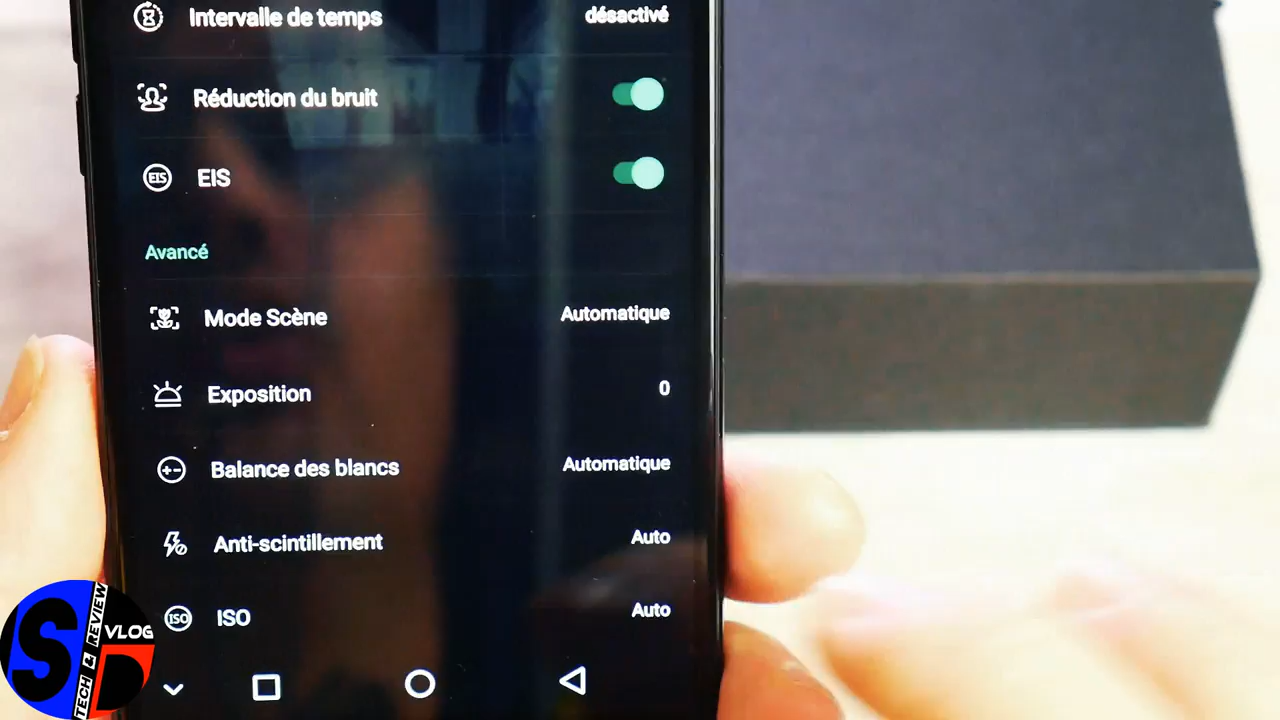 Intervalle de temps désactivé
Réduction du bruit
EIS EIS
Avancé
Mode Scène Automatique
Exposition 0
Balance des blancs Automatique
Anti-scintillement Auto
ISO ISO Auto
SD
TECH & REVIEW
VLOG